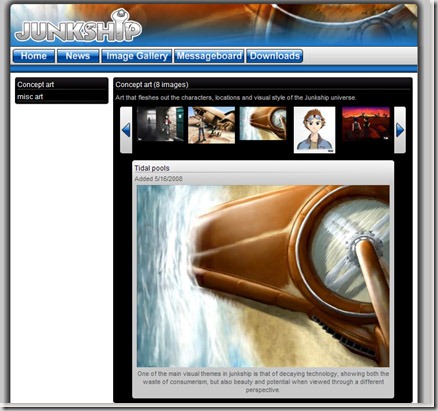 JUNKSHIP
Home News Image Gallery Messageboard Downloads
Concept art
misc art
Concept art (8 images)
Art that fleshes out the characters, locations and visual style of the Junkship universe.
Tidal pools
Added 5/16/2008
One of the main visual themes in junkship is that of decaying technology, showing both the
waste of consumerism, but also beauty and potential when viewed through a different
perspective.